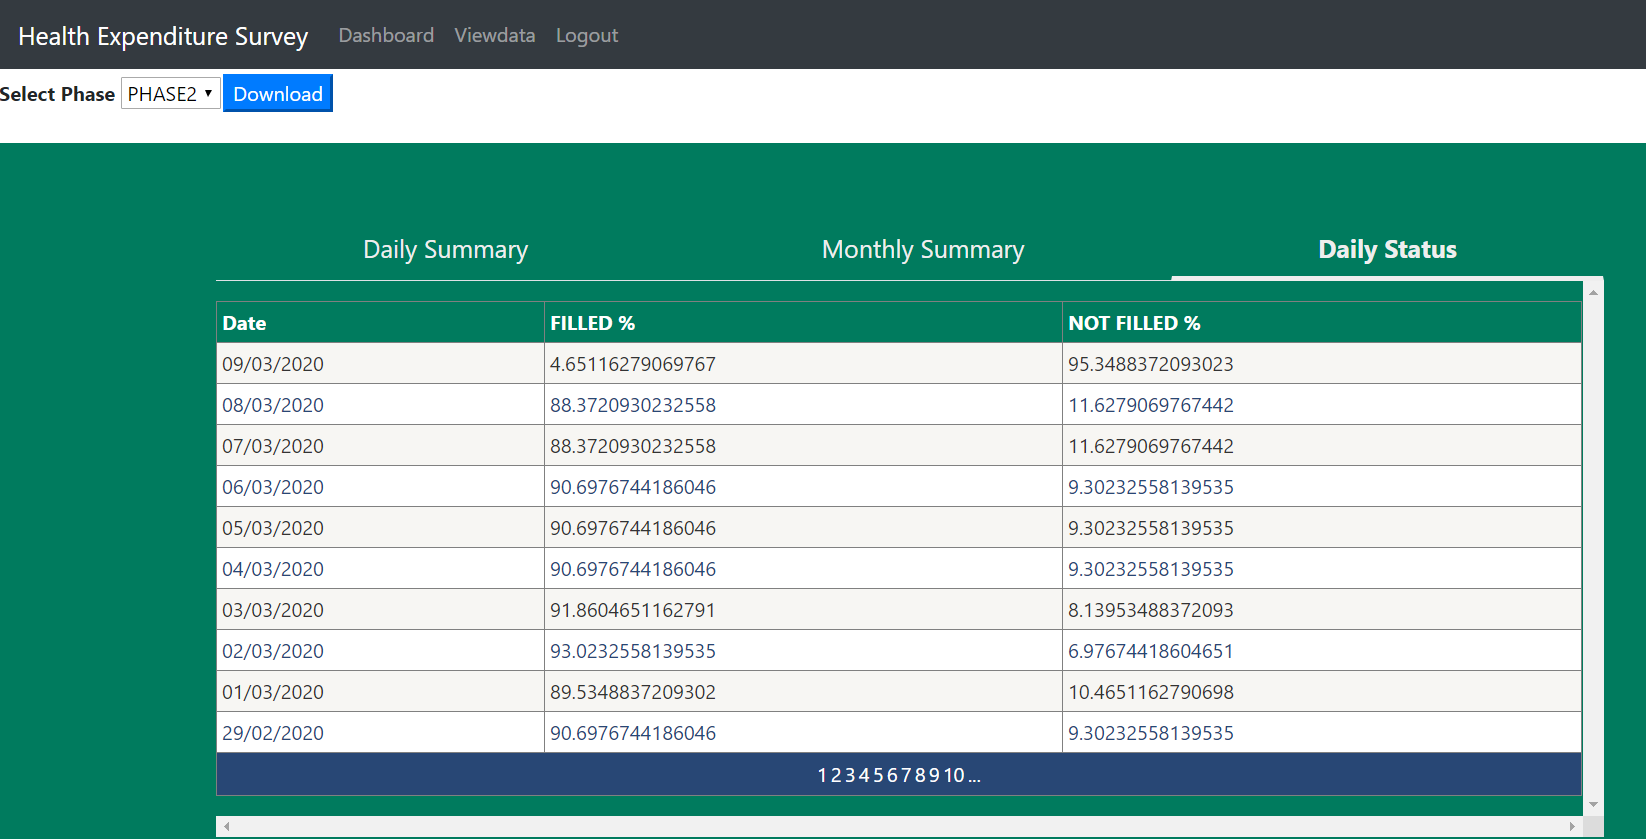 Health Expenditure Survey Dashboard Viewdata Logout
Select Phase PHASE2 Download
Daily Summary Monthly Summary Daily Status
Date FILLED % NOT FILLED %
09/03/2020 4.65116279069767 95.3488372093023
08/03/2020 88.3720930232558 11.6279069767442
07/03/2020 88.3720930232558 11.6279069767442
06/03/2020 90.6976744186046 9.30232558139535
05/03/2020 90.6976744186046 9.30232558139535
04/03/2020 90.6976744186046 9.30232558139535
03/03/2020 91.8604651162791 8.13953488372093
02/03/2020 93.0232558139535 6.97674418604651
01/03/2020 89.5348837209302 10.4651162790698
29/02/2020 90.6976744186046 9.30232558139535
1 2 3 4 5 6 7 8 9 10 ...